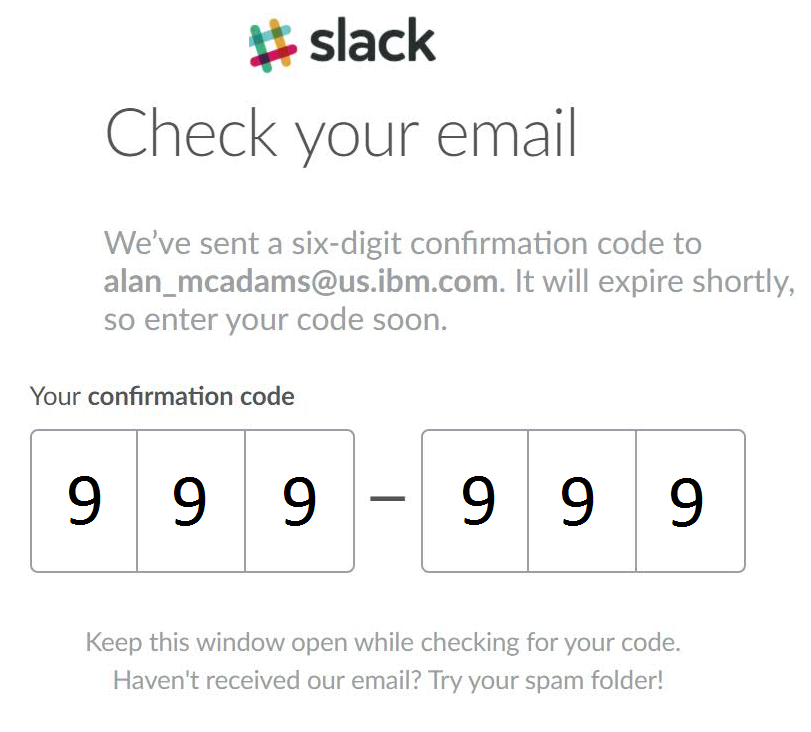 slack
Check your email
We've sent a six-digit confirmation code to
alan_mcadams@us.ibm.com. It will expire shortly,
so enter your code soon.
Your confirmation code
9 9 9 – 9 9 9
Keep this window open while checking for your code.
Haven't received our email? Try your spam folder!